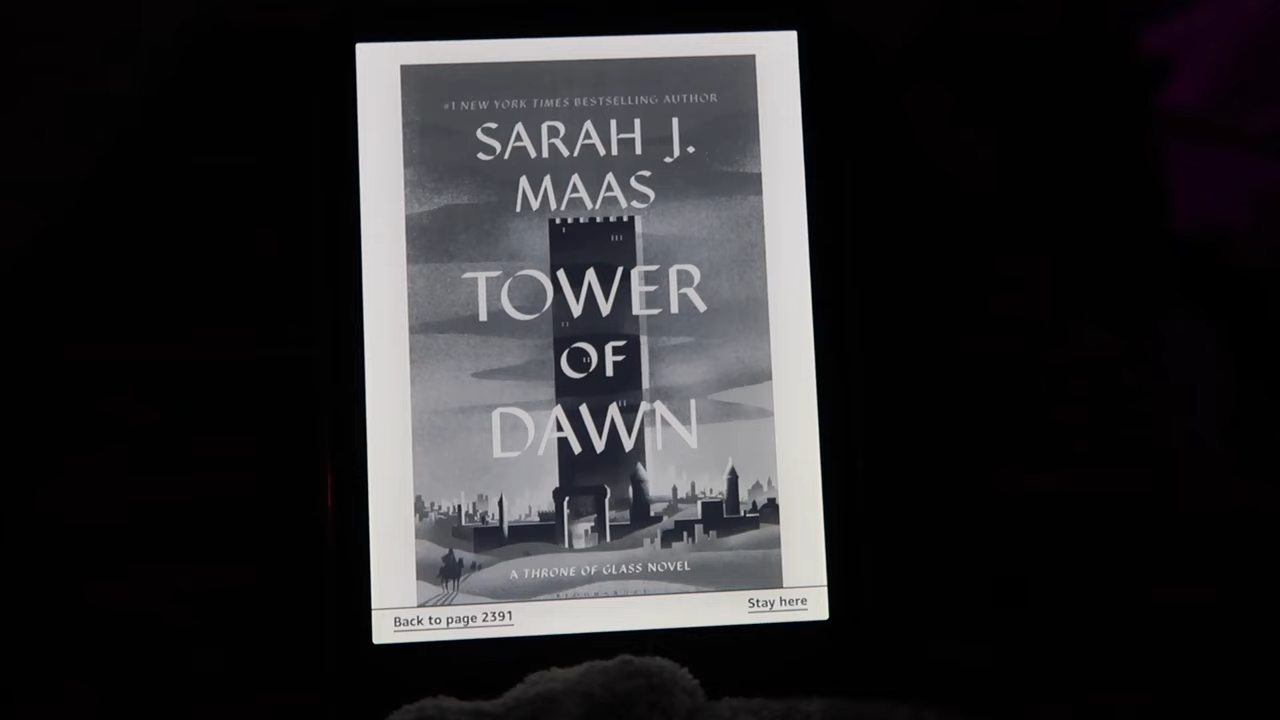 #1 NEW YORK TIMES BESTSELLING AUTHOR
SARAH J.
MAAS
TOWER
OF
DAWN
A THRONE OF GLASS NOVEL
BLOOMSBURY
Back to page 2391
Stay here